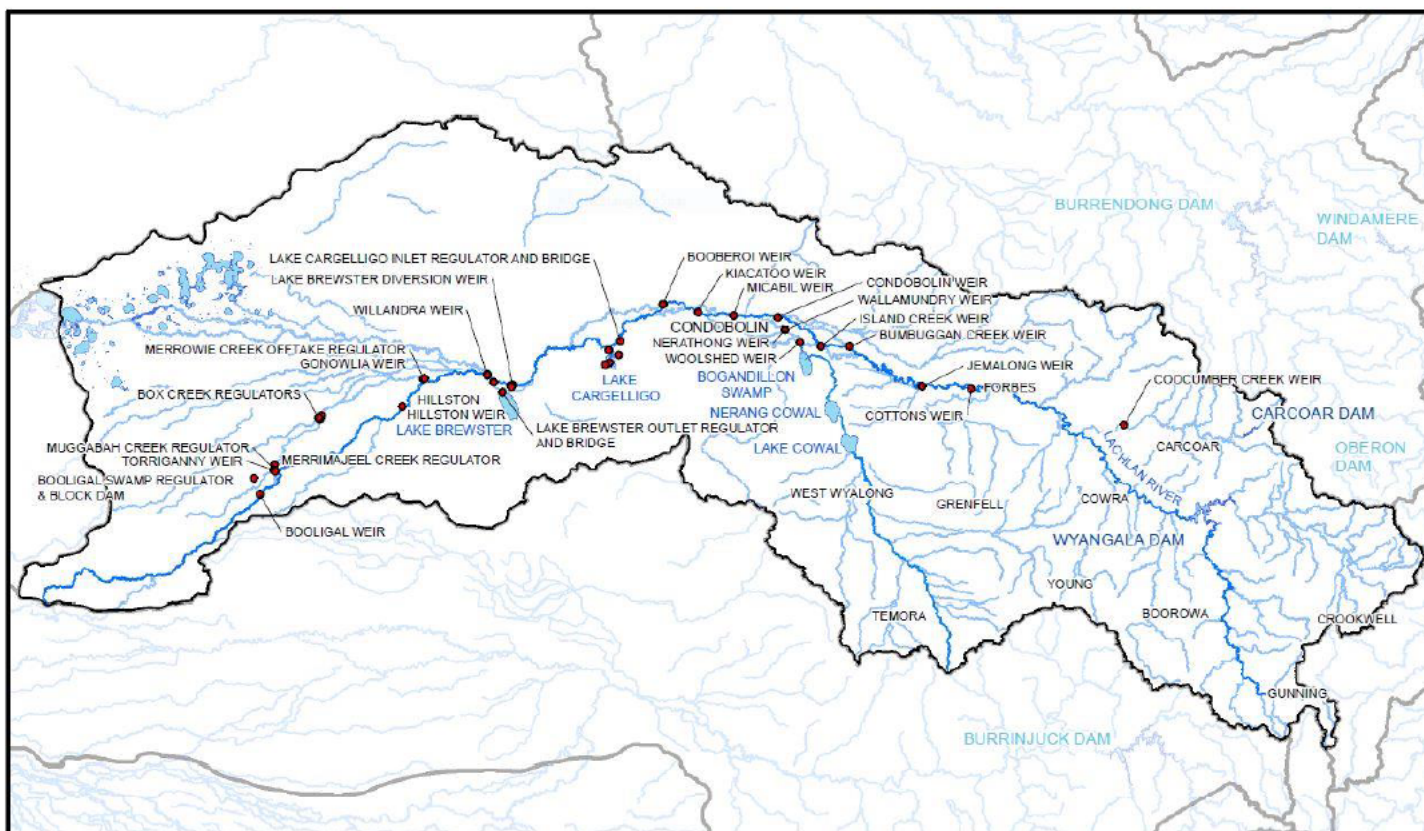 BURRENDONG DAM
WINDAMERE
DAM
LAKE CARGELLIGO INLET REGULATOR AND BRIDGE
BOOBEROI WEIR
KIACATOO WEIR
LAKE BREWSTER DIVERSION WEIR
MICABIL WEIR
CONDOBOLIN WEIR
WALLAMUNDRY WEIR
WILLANDRA WEIR
ISLAND CREEK WEIR
CONDOBOLIN
BUMBUGGAN CREEK WEIR
NERATHONG WEIR
MERROWIE CREEK OFFTAKE REGULATOR
WOOLSHED WEIR
GONOWLIA WEIR
JEMALONG WEIR
BOGANDILLON
SWAMP
LAKE
CARGELLIGO
CODCUMBER CREEK WEIR
FORBES
BOX CREEK REGULATORS
HILLSTON
HILLSTON WEIR
NERANG COWAL
COTTONS WEIR
CARCOAR DAM
LAKE BREWSTER
LAKE BREWSTER OUTLET REGULATOR
AND BRIDGE
MUGGABAH CREEK REGULATOR
LAKE COWAL
LACHLAN RIVER
CARCOAR
OBERON
DAM
TORRIGANNY WEIR
MERRIMAJEEL CREEK REGULATOR
BOOLIGAL SWAMP REGULATOR
& BLOCK DAM
WEST WYALONG
GRENFELL
COWRA
BOOLIGAL WEIR
WYANGALA DAM
YOUNG
TEMORA
BOOROWA
CROOKWELL
GUNNING
BURRINJUCK DAM